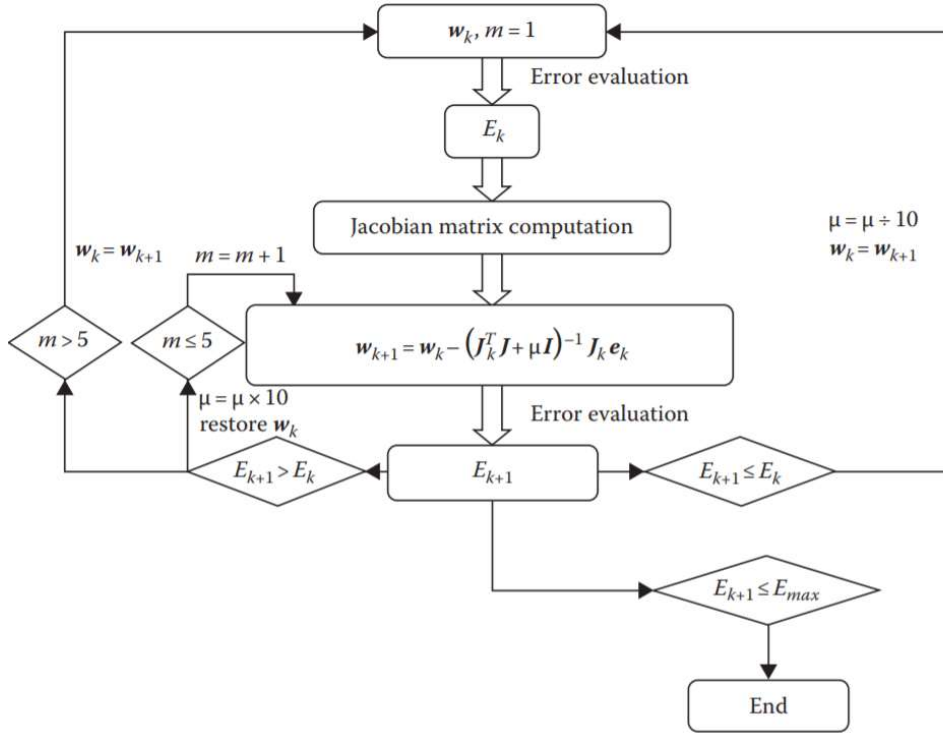 w_k, m = 1
Error evaluation
E_k
Jacobian matrix computation
μ = μ ÷ 10
w_k = w_{k+1}
w_k = w_{k+1}
m = m + 1
m > 5
m ≤ 5
w_{k+1} = w_k − (J_k^T J + μI)^{−1} J_k e_k
μ = μ × 10
restore w_k
Error evaluation
E_{k+1} > E_k
E_{k+1}
E_{k+1} ≤ E_k
E_{k+1} ≤ E_{max}
End